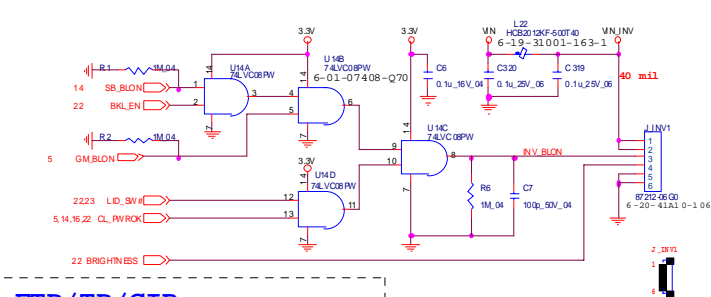 L22
3.3V 3.3V VIN HCB2012KF-500T40 VIN_INV
6-19-31001-163-1
R1 1M_04 U14A 74LVC08PW U14B 74LVC08PW
6-01-07408-Q70
C6 0.1u_16V_04 C320 0.1u_25V_06 C319 0.1u_25V_06 40 mil
14 SB_BLON 1 14 3 4 14 6
22 BKL_EN 2 7 5 7
R2 1M_04
5 GM_BLON
3.3V
U14C
74LVC08PW
14 9 10 8 7 INV_BLON
J_INV1
1
2
3
4
5
6
87212-06G0
6-20-41A10-106
U14D
74LVC08PW
22,23 LID_SW# 12 14 11
5,14,16,22 CL_PWROK 13 7
R6
1M_04
C7
100p_50V_04
22 BRIGHTNESS
J_INV1
1
6